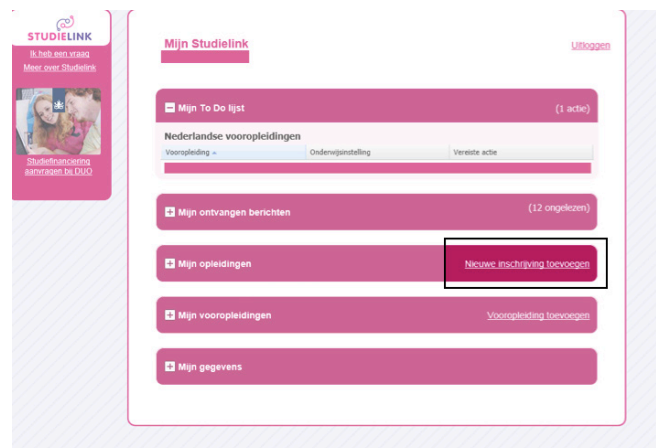 STUDIELINK
Ik heb een vraag
Meer over Studielink
Studiefinanciering
aanvragen bij DUO
Mijn Studielink
Uitloggen
Mijn To Do lijst
(1 actie)
Nederlandse vooropleidingen
Vooropleiding
Onderwijsinstelling
Vereiste actie
Mijn ontvangen berichten
(12 ongelezen)
Mijn opleidingen
Nieuwe inschrijving toevoegen
Mijn vooropleidingen
Vooropleiding toevoegen
Mijn gegevens